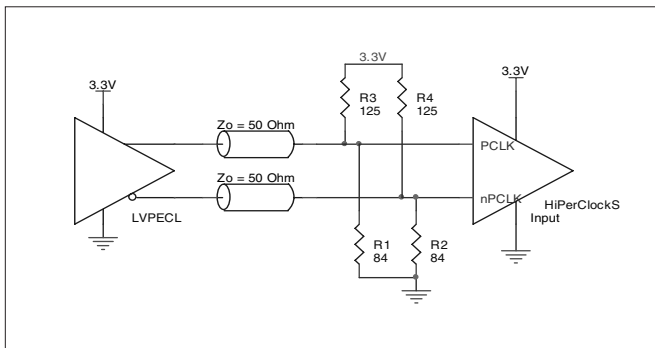 3.3V
3.3V
3.3V
R3
125
R4
125
Zo = 50 Ohm
PCLK
Zo = 50 Ohm
nPCLK
HiPerClockS
Input
LVPECL
R1
84
R2
84